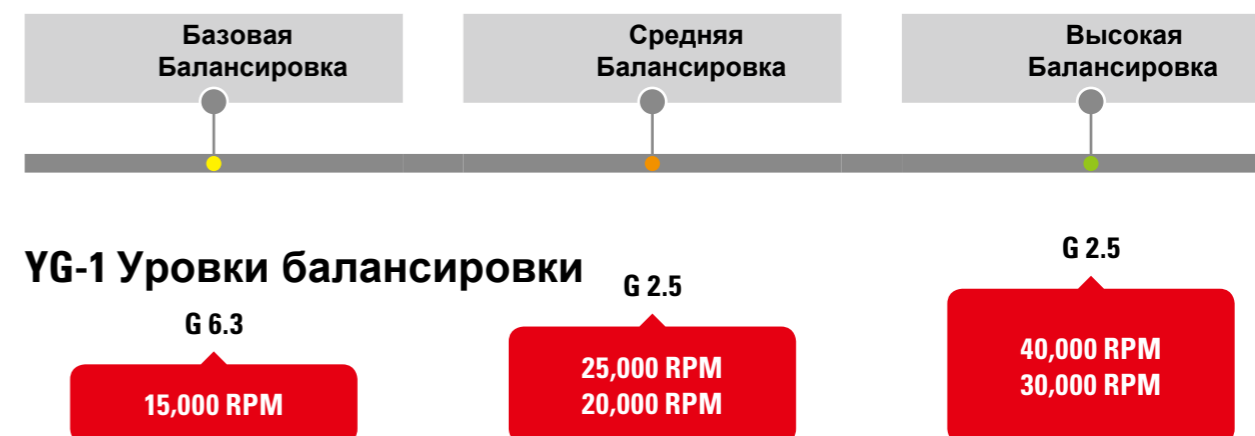 Базовая
Балансировка
Средняя
Балансировка
Высокая
Балансировка
YG-1 Уровки балансировки
G 6.3
15,000 RPM
G 2.5
25,000 RPM
20,000 RPM
G 2.5
40,000 RPM
30,000 RPM